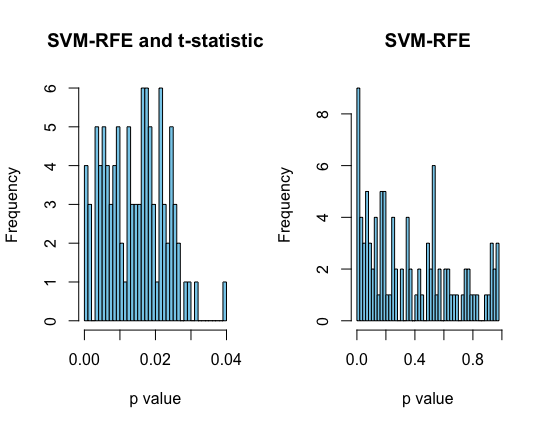 SVM-RFE and t-statistic
Frequency
0 1 2 3 4 5 6
0.00 0.02 0.04
p value
SVM-RFE
Frequency
0 2 4 6 8
0.0 0.4 0.8
p value